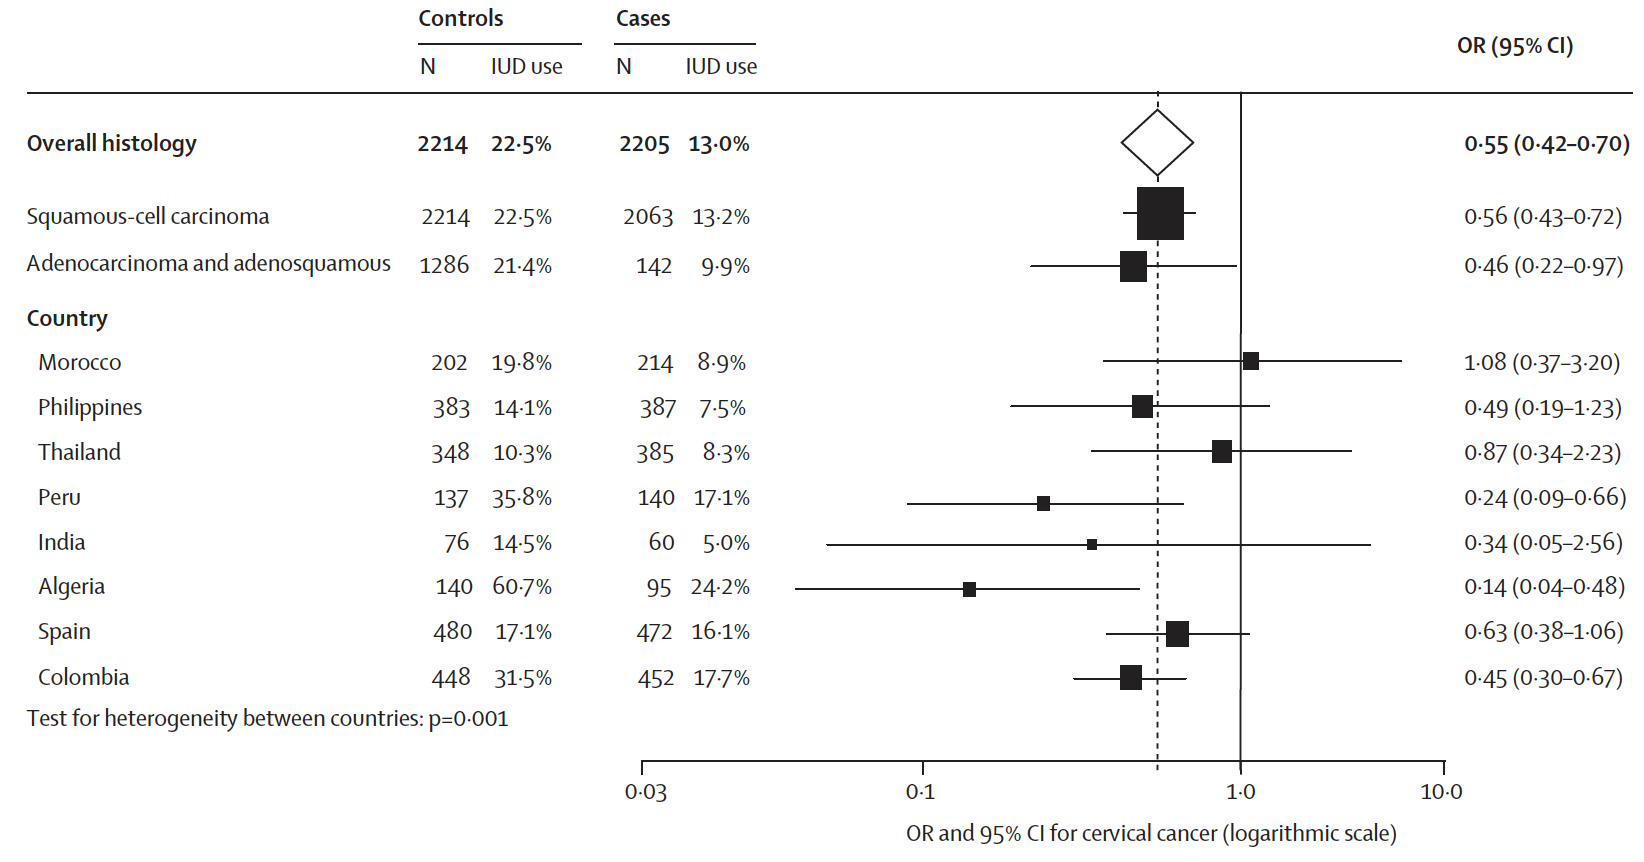 Controls Cases OR (95% CI)
N IUD use N IUD use
Overall histology 2214 22·5% 2205 13·0% 0·55 (0·42–0·70)
Squamous-cell carcinoma 2214 22·5% 2063 13·2% 0·56 (0·43–0·72)
Adenocarcinoma and adenosquamous 1286 21·4% 142 9·9% 0·46 (0·22–0·97)
Country
Morocco 202 19·8% 214 8·9% 1·08 (0·37–3·20)
Philippines 383 14·1% 387 7·5% 0·49 (0·19–1·23)
Thailand 348 10·3% 385 8·3% 0·87 (0·34–2·23)
Peru 137 35·8% 140 17·1% 0·24 (0·09–0·66)
India 76 14·5% 60 5·0% 0·34 (0·05–2·56)
Algeria 140 60·7% 95 24·2% 0·14 (0·04–0·48)
Spain 480 17·1% 472 16·1% 0·63 (0·38–1·06)
Colombia 448 31·5% 452 17·7% 0·45 (0·30–0·67)
Test for heterogeneity between countries: p=0·001
0·03 0·1 1·0 10·0
OR and 95% CI for cervical cancer (logarithmic scale)